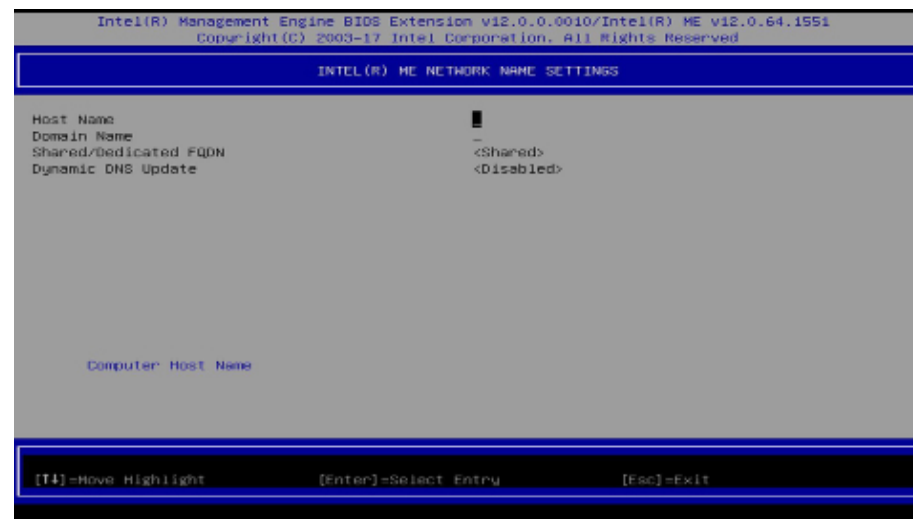 Intel(R) Management Engine BIOS Extension v12.0.0.0010/Intel(R) ME v12.0.64.1551
Copyright(C) 2003-17 Intel Corporation. All Rights Reserved
INTEL(R) ME NETWORK NAME SETTINGS
Host Name
Domain Name _
Shared/Dedicated FQDN <Shared>
Dynamic DNS Update <Disabled>
Computer Host Name
[↑↓]=Move Highlight [Enter]=Select Entry [Esc]=Exit